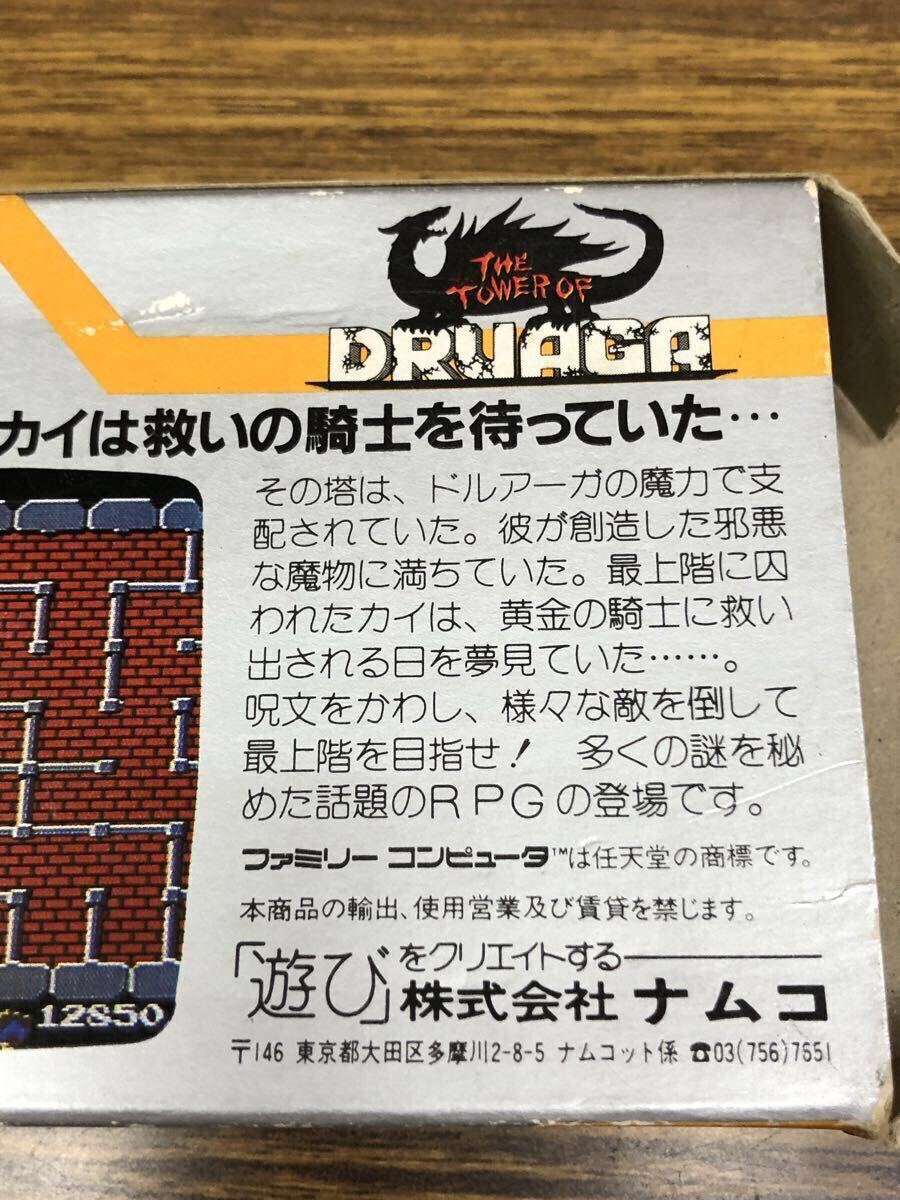 THE
TOWER OF
DRUAGA
カイは救いの騎士を待っていた…
その塔は、ドルアーガの魔力で支
配されていた。彼が創造した邪悪
な魔物に満ちていた。最上階に囚
われたカイは、黄金の騎士に救い
出される日を夢見ていた……。
呪文をかわし、様々な敵を倒して
最上階を目指せ！ 多くの謎を秘
めた話題のRPGの登場です。
ファミリーコンピュータ™は任天堂の商標です。
本商品の輸出、使用営業及び賃貸を禁じます。
「遊び」をクリエイトする
株式会社 ナムコ
〒146 東京都大田区多摩川2-8-5 ナムコット係 ☎03(756)7651
12850